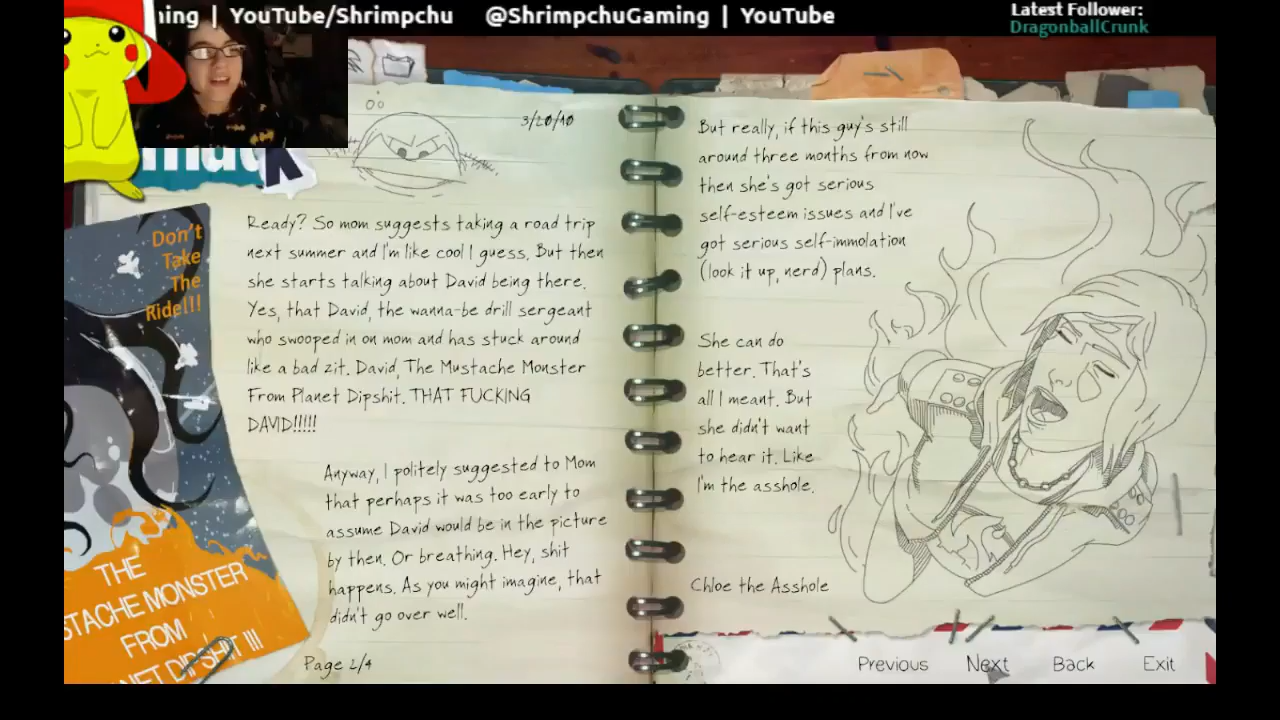 ning | YouTube/Shrimpchu @ShrimpchuGaming | YouTube
Latest Follower:
DragonballCrunk
Don't
Take
The
Ride!!!
THE
STACHE MONSTER
FROM
NET DIPSHIT !!!
3/20/10
Ready? So mom suggests taking a road trip
next summer and I'm like cool I guess. But then
she starts talking about David being there.
Yes, that David, the wanna-be drill sergeant
who swooped in on mom and has stuck around
like a bad zit. David, The Mustache Monster
From Planet Dipshit. THAT FUCKING
DAVID!!!!!
Anyway, I politely suggested to Mom
that perhaps it was too early to
assume David would be in the picture
by then. Or breathing. Hey, shit
happens. As you might imagine, that
didn't go over well.
Page 2/4
But really, if this guy's still
around three months from now
then she's got serious
self-esteem issues and I've
got serious self-immolation
(look it up, nerd) plans.
She can do
better. That's
all I meant. But
she didn't want
to hear it. Like
I'm the asshole.
Chloe the Asshole
Previous Next Back Exit